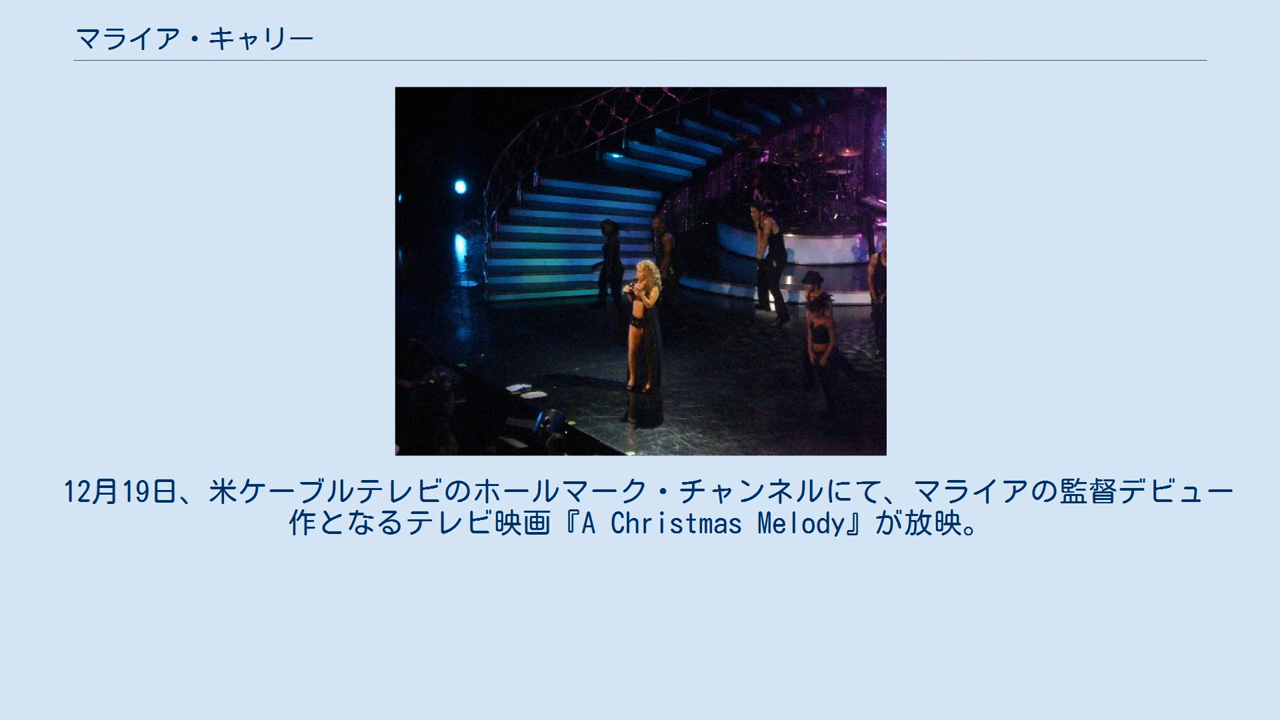 マライア・キャリー
12月19日、米ケーブルテレビのホールマーク・チャンネルにて、マライアの監督デビュー
作となるテレビ映画『A Christmas Melody』が放映。